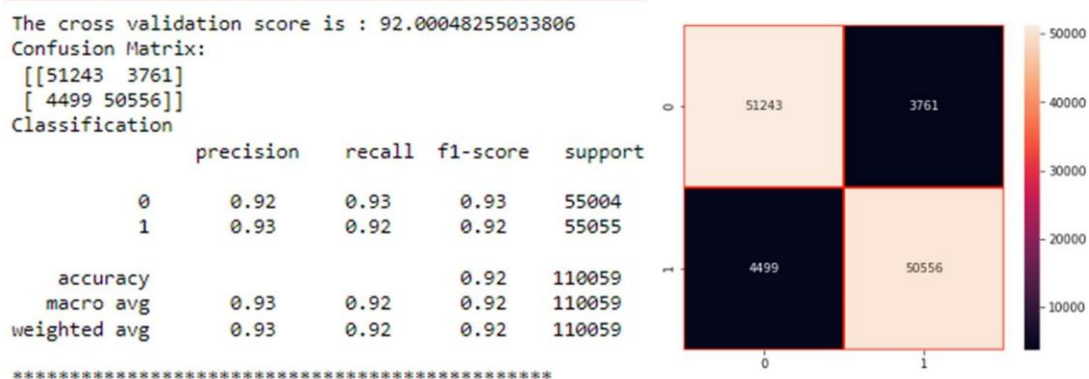 The cross validation score is : 92.00048255033806
Confusion Matrix:
[[51243 3761]
[ 4499 50556]]
Classification
precision recall f1-score support
0 0.92 0.93 0.93 55004
1 0.93 0.92 0.92 55055
accuracy 0.92 110059
macro avg 0.93 0.92 0.92 110059
weighted avg 0.93 0.92 0.92 110059
***********************************************
0 51243 3761
1 4499 50556
0 1
50000
40000
30000
20000
10000